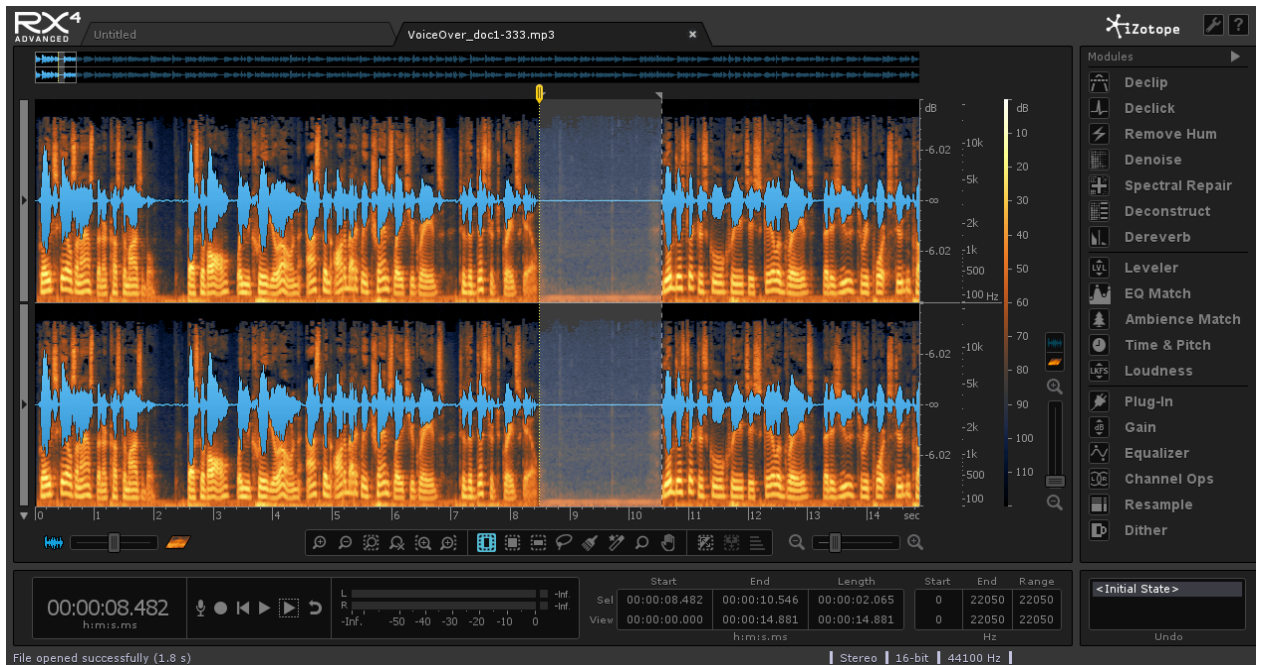 RX4
ADVANCED
Untitled
VoiceOver_doc1-333.mp3
x
iZotope
?
Modules
Declip
Declick
Remove Hum
Denoise
Spectral Repair
Deconstruct
Dereverb
LVL Leveler
EQ Match
Ambience Match
Time & Pitch
LKFS Loudness
Plug-In
dB Gain
Equalizer
Channel Ops
Resample
Dither
dB
-6.02
-∞
-6.02
-10k
-5k
-2k
-1k
-500
-100 Hz
-6.02
-∞
-6.02
-10k
-5k
-2k
-1k
-500
-100
dB
10
20
30
40
50
60
70
80
90
100
110
0 1 2 3 4 5 6 7 8 9 10 11 12 13 14 sec
00:00:08.482
h:m:s.ms
L -Inf.
R -Inf.
-Inf. -50 -40 -30 -20 -10 0
Start End Length Start End Range
Sel 00:00:08.482 00:00:10.546 00:00:02.065 0 22050 22050
View 00:00:00.000 00:00:14.881 00:00:14.881 0 22050 22050
h:m:s.ms Hz
<Initial State>
Undo
File opened successfully (1.8 s)
Stereo 16-bit 44100 Hz